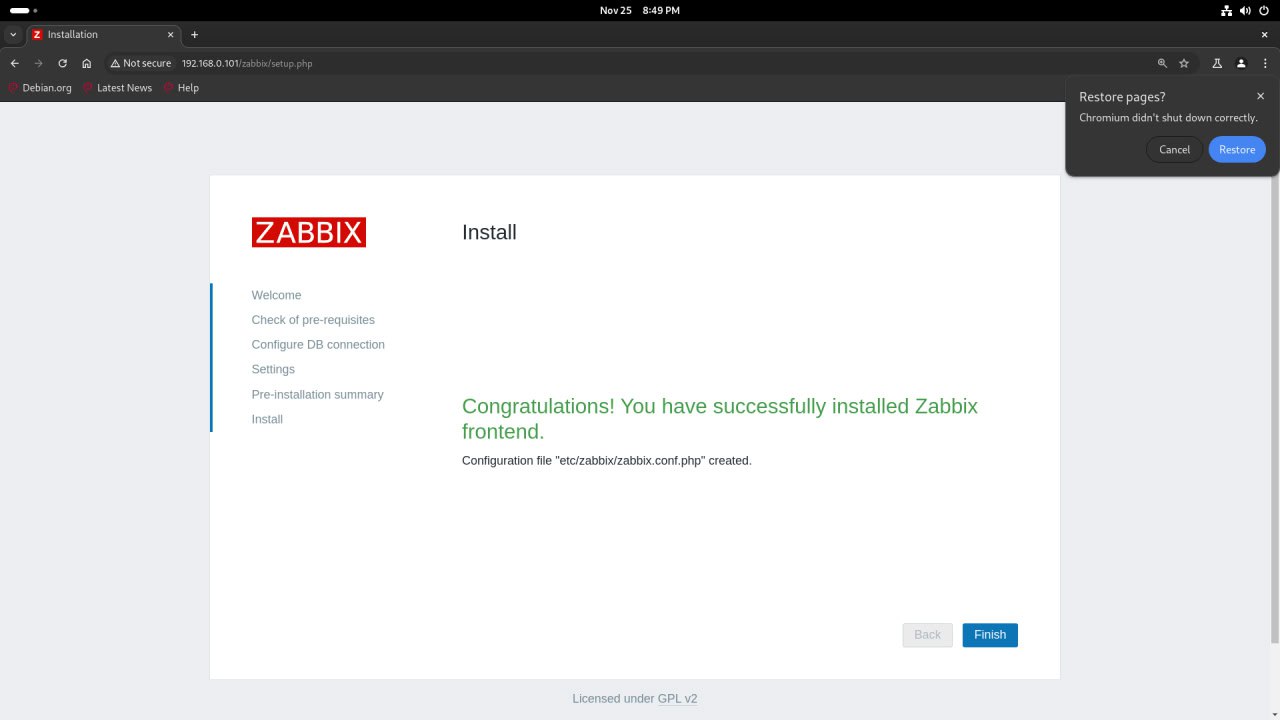 Nov 25 8:49 PM
Installation
Not secure 192.168.0.101/zabbix/setup.php
Debian.org Latest News Help
Restore pages?
Chromium didn't shut down correctly.
Cancel Restore
ZABBIX
Install
Welcome
Check of pre-requisites
Configure DB connection
Settings
Pre-installation summary
Install
Congratulations! You have successfully installed Zabbix
frontend.
Configuration file "etc/zabbix/zabbix.conf.php" created.
Back Finish
Licensed under GPL v2